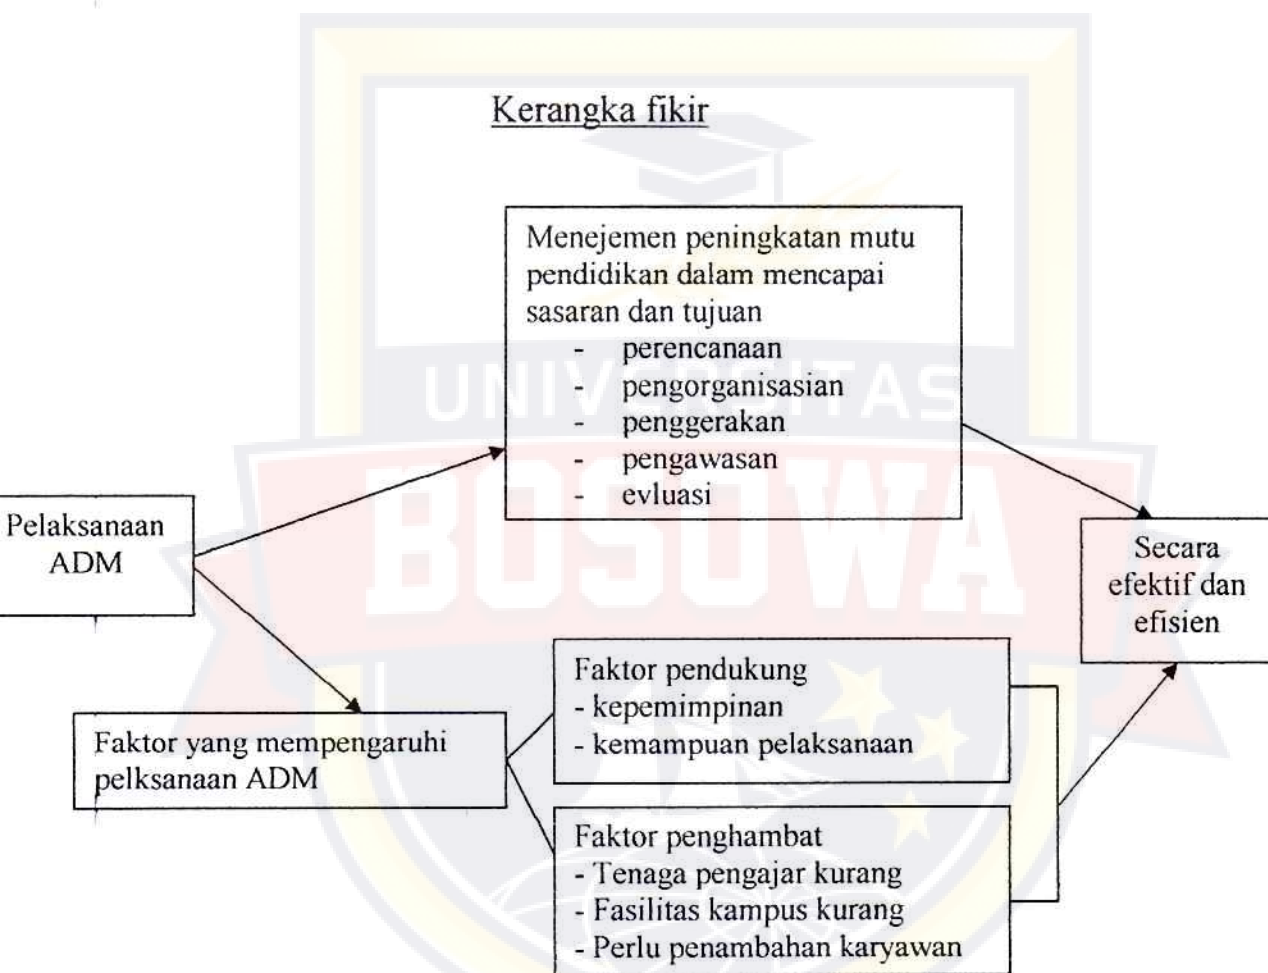 Kerangka fikir
Menejemen peningkatan mutu
pendidikan dalam mencapai
sasaran dan tujuan
- perencanaan
- pengorganisasian
- penggerakan
- pengawasan
- evluasi
UNIVERSITAS
BOSOWA
Pelaksanaan
ADM
Secara
efektif dan
efisien
Faktor yang mempengaruhi
pelksanaan ADM
Faktor pendukung
- kepemimpinan
- kemampuan pelaksanaan
Faktor penghambat
- Tenaga pengajar kurang
- Fasilitas kampus kurang
- Perlu penambahan karyawan